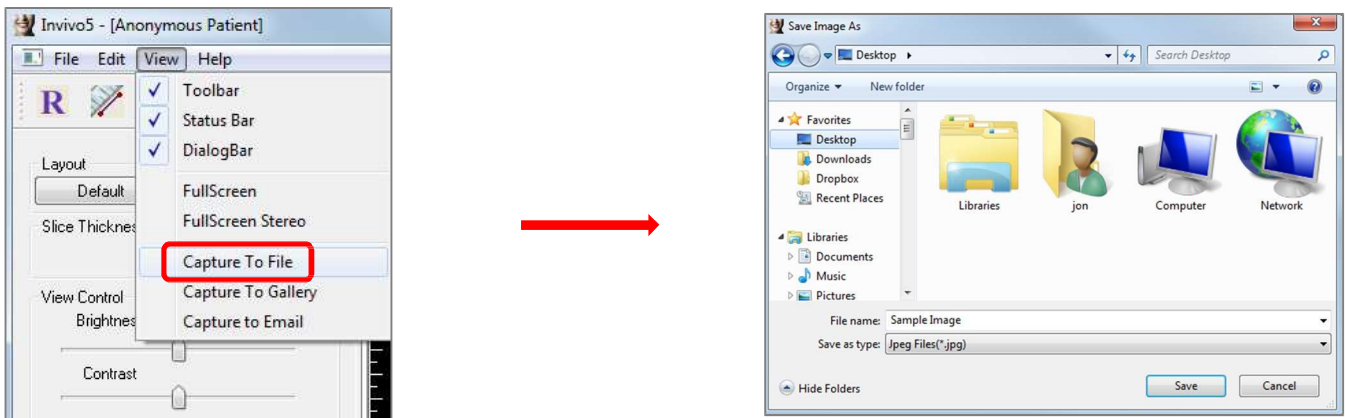 Invivo5 - [Anonymous Patient]
File Edit View Help
R
Toolbar
Status Bar
DialogBar
Layout
Default
FullScreen
FullScreen Stereo
Slice Thicknes
Capture To File
Capture To Gallery
Capture to Email
View Control
Brightnes
Contrast
Save Image As
Desktop
Search Desktop
Organize New folder
Favorites
Desktop
Downloads
Dropbox
Recent Places
Libraries
Documents
Music
Pictures
Libraries jon Computer Network
File name: Sample Image
Save as type: Jpeg Files(*.jpg)
Hide Folders Save Cancel